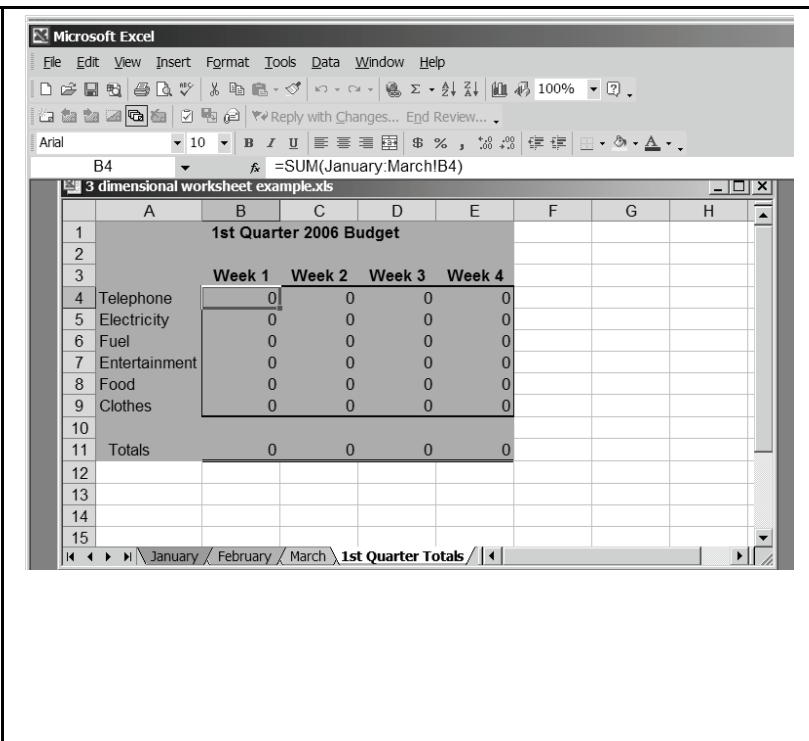 Microsoft Excel
File Edit View Insert Format Tools Data Window Help
100%
Reply with Changes... End Review...
Arial 10 B I U $ % ,
B4 fx =SUM(January:March!B4)
3 dimensional worksheet example.xls
A B C D E F G H
1 1st Quarter 2006 Budget
2
3 Week 1 Week 2 Week 3 Week 4
4 Telephone 0 0 0 0
5 Electricity 0 0 0 0
6 Fuel 0 0 0 0
7 Entertainment 0 0 0 0
8 Food 0 0 0 0
9 Clothes 0 0 0 0
10
11 Totals 0 0 0 0
12
13
14
15
January February March 1st Quarter Totals